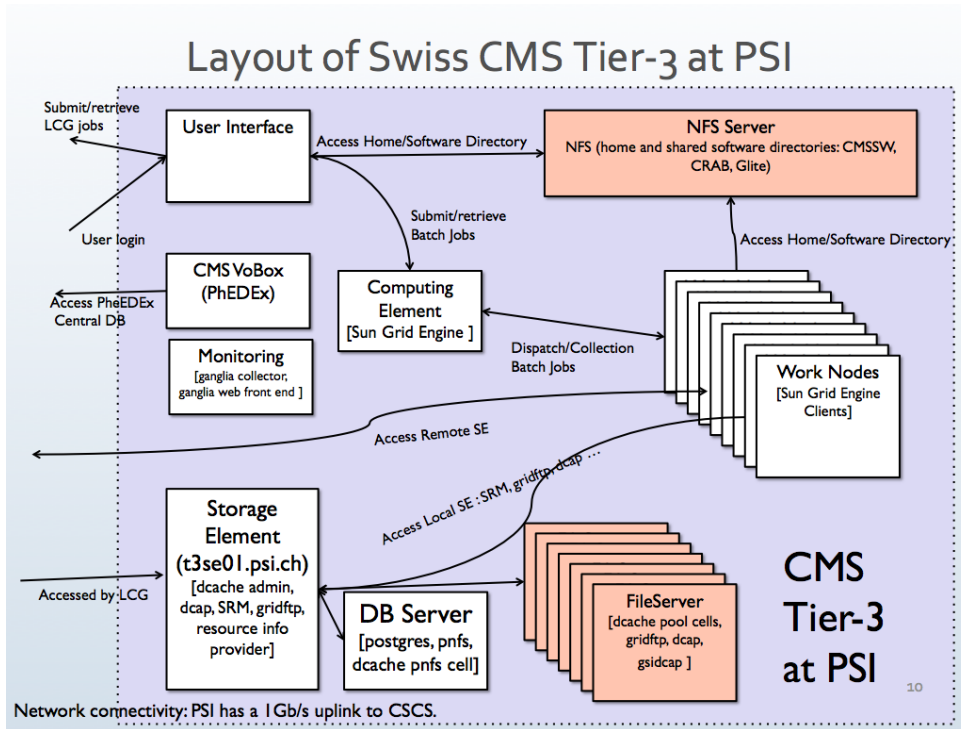 Layout of Swiss CMS Tier-3 at PSI
Submit/retrieve
LCG jobs
User Interface
Access Home/Software Directory
NFS Server
NFS (home and shared software directories: CMSSW,
CRAB, Glite)
User login
Submit/retrieve
Batch Jobs
Access Home/Software Directory
CMS VoBox
(PhEDEx)
Access PheEDEx
Central DB
Computing
Element
[Sun Grid Engine ]
Monitoring
[ganglia collector,
ganglia web front end ]
Dispatch/Collection
Batch Jobs
Work Nodes
[Sun Grid Engine
Clients]
Access Remote SE
Access Local SE : SRM, gridftp, dcap ...
Storage
Element
(t3se01.psi.ch)
[dcache admin,
dcap, SRM, gridftp,
resource info
provider]
Accessed by LCG
DB Server
[postgres, pnfs,
dcache pnfs cell]
FileServer
[dcache pool cells,
gridftp, dcap,
gsidcap ]
CMS
Tier-3
at PSI
10
Network connectivity: PSI has a 1Gb/s uplink to CSCS.